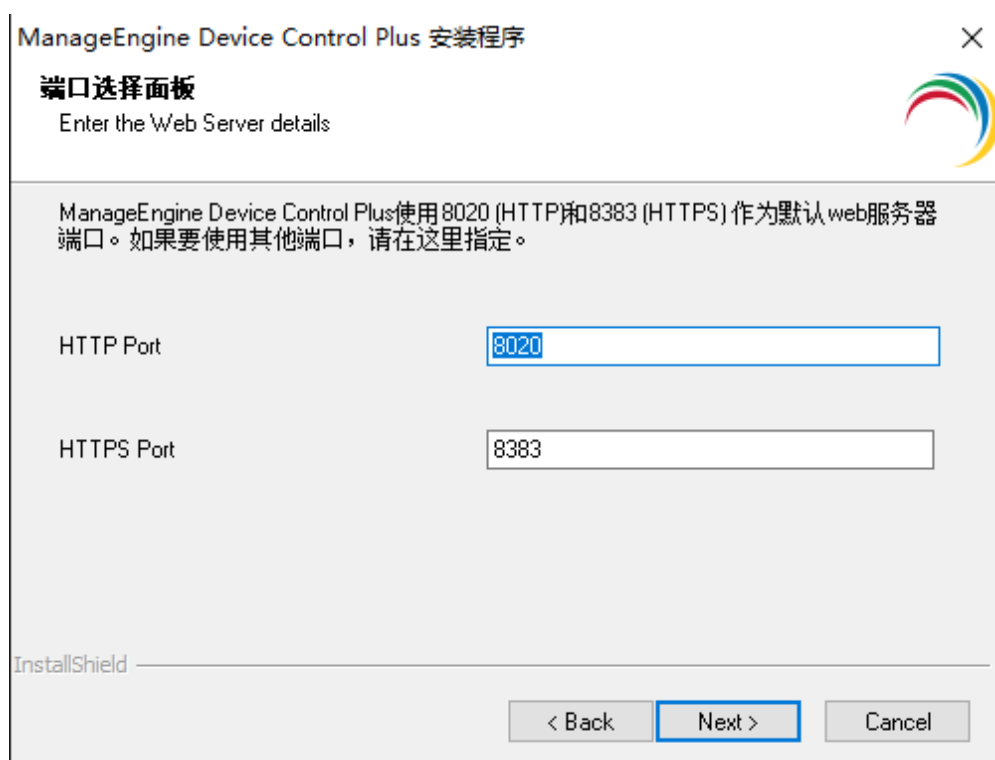 ManageEngine Device Control Plus 安装程序
端口选择面板
Enter the Web Server details
ManageEngine Device Control Plus使用8020 (HTTP)和8383 (HTTPS) 作为默认web服务器
端口。如果要使用其他端口，请在这里指定。
HTTP Port
8020
HTTPS Port
8383
InstallShield
< Back
Next >
Cancel